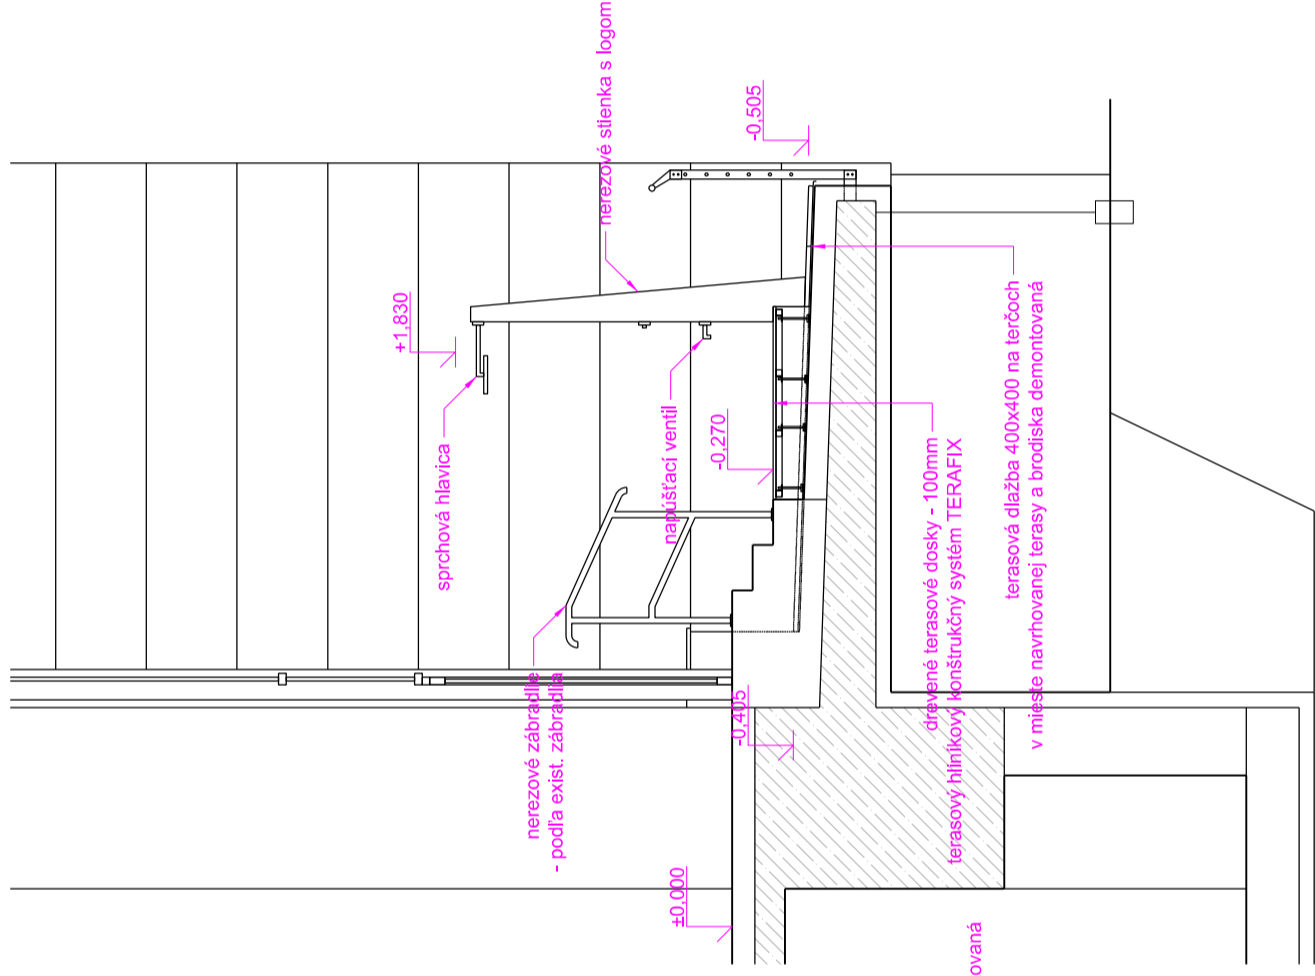 nerezové stienka s logom
-0,505
+1,830
sprchová hlavica
napúšťací ventil
-0,270
nerezové zábradlie
- podľa exist. zábradlia
-0,405
±0,000
drevené terasové dosky - 100mm
terasový hliníkový konštrukčný systém TERAFIX
terasová dlažba 400x400 na terčoch
v mieste navrhovanej terasy a brodiska demontovaná
ovaná